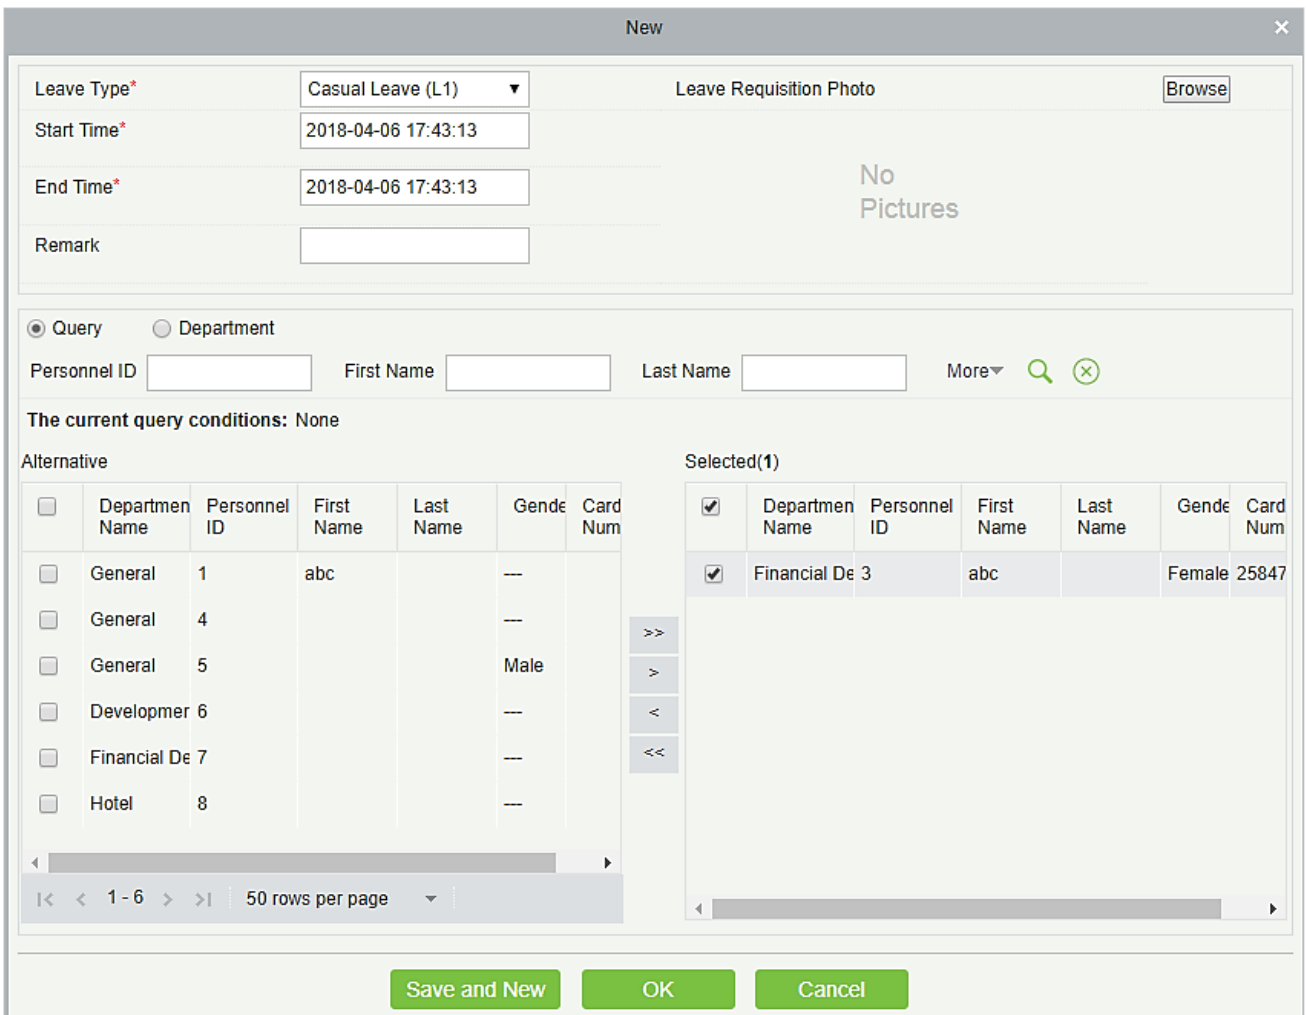 New ×
Leave Type* Casual Leave (L1) ▼ Leave Requisition Photo Browse
Start Time* 2018-04-06 17:43:13
No
Pictures
End Time* 2018-04-06 17:43:13
Remark
Query Department
Personnel ID First Name Last Name More
The current query conditions: None
Alternative
Departmen Name Personnel ID First Name Last Name Gende Card Num
General 1 abc ---
General 4 ---
General 5 Male
Developmer 6 ---
Financial De 7 ---
Hotel 8 ---
1 - 6 50 rows per page
>>
>
<
<<
Selected(1)
Departmen Name Personnel ID First Name Last Name Gende Card Num
Financial De 3 abc Female 25847
Save and New OK Cancel